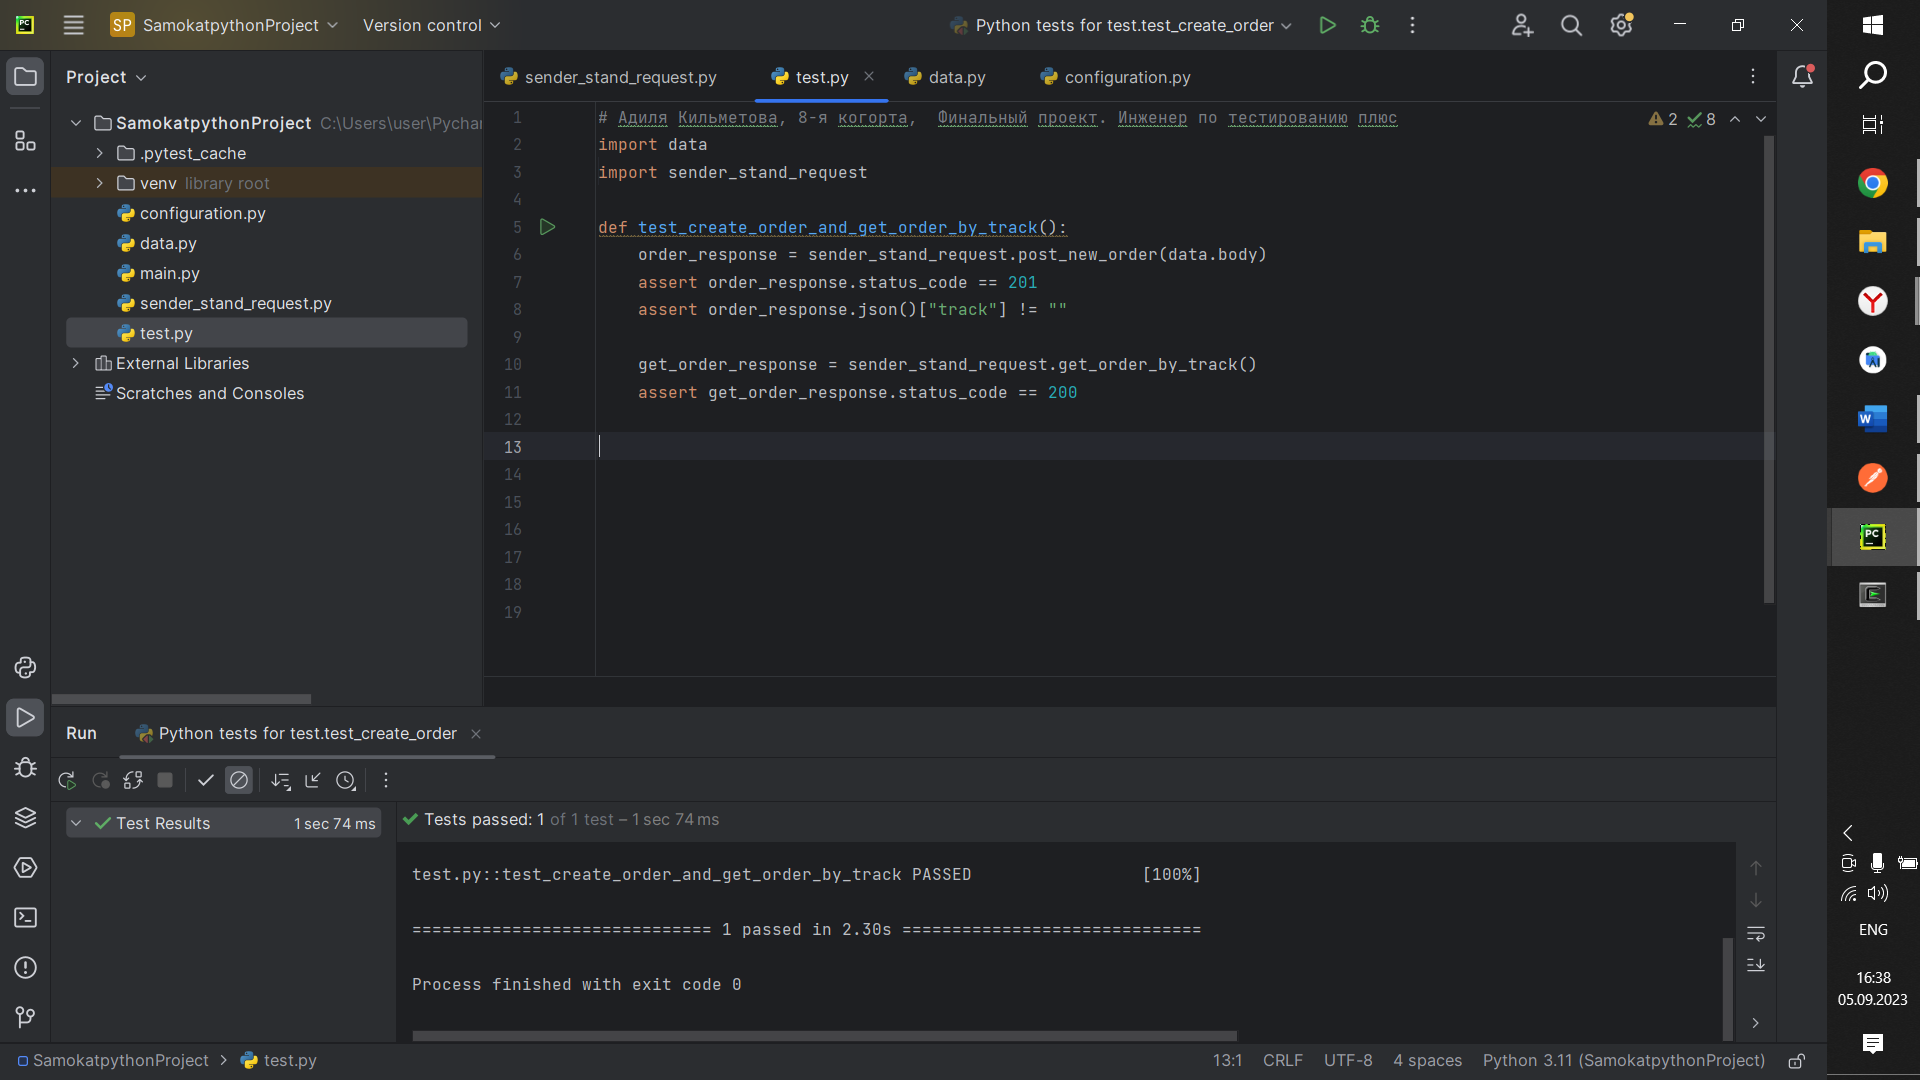 SP SamokatpythonProject Version control Python tests for test.test_create_order
Project
SamokatpythonProject C:\Users\user\Pychar
.pytest_cache
venv library root
configuration.py
data.py
main.py
sender_stand_request.py
test.py
External Libraries
Scratches and Consoles
sender_stand_request.py test.py data.py configuration.py
1 # Адиля Кильметова, 8-я когорта, Финальный проект. Инженер по тестированию плюс
2 8
2 import data
3 import sender_stand_request
4
5 def test_create_order_and_get_order_by_track():
6 order_response = sender_stand_request.post_new_order(data.body)
7 assert order_response.status_code == 201
8 assert order_response.json()["track"] != ""
9
10 get_order_response = sender_stand_request.get_order_by_track()
11 assert get_order_response.status_code == 200
12
13
14
15
16
17
18
19
Run Python tests for test.test_create_order
Test Results 1 sec 74 ms
Tests passed: 1 of 1 test – 1 sec 74 ms
test.py::test_create_order_and_get_order_by_track PASSED [100%]
============================== 1 passed in 2.30s ==============================
Process finished with exit code 0
SamokatpythonProject > test.py
13:1 CRLF UTF-8 4 spaces Python 3.11 (SamokatpythonProject)
ENG
16:38
05.09.2023